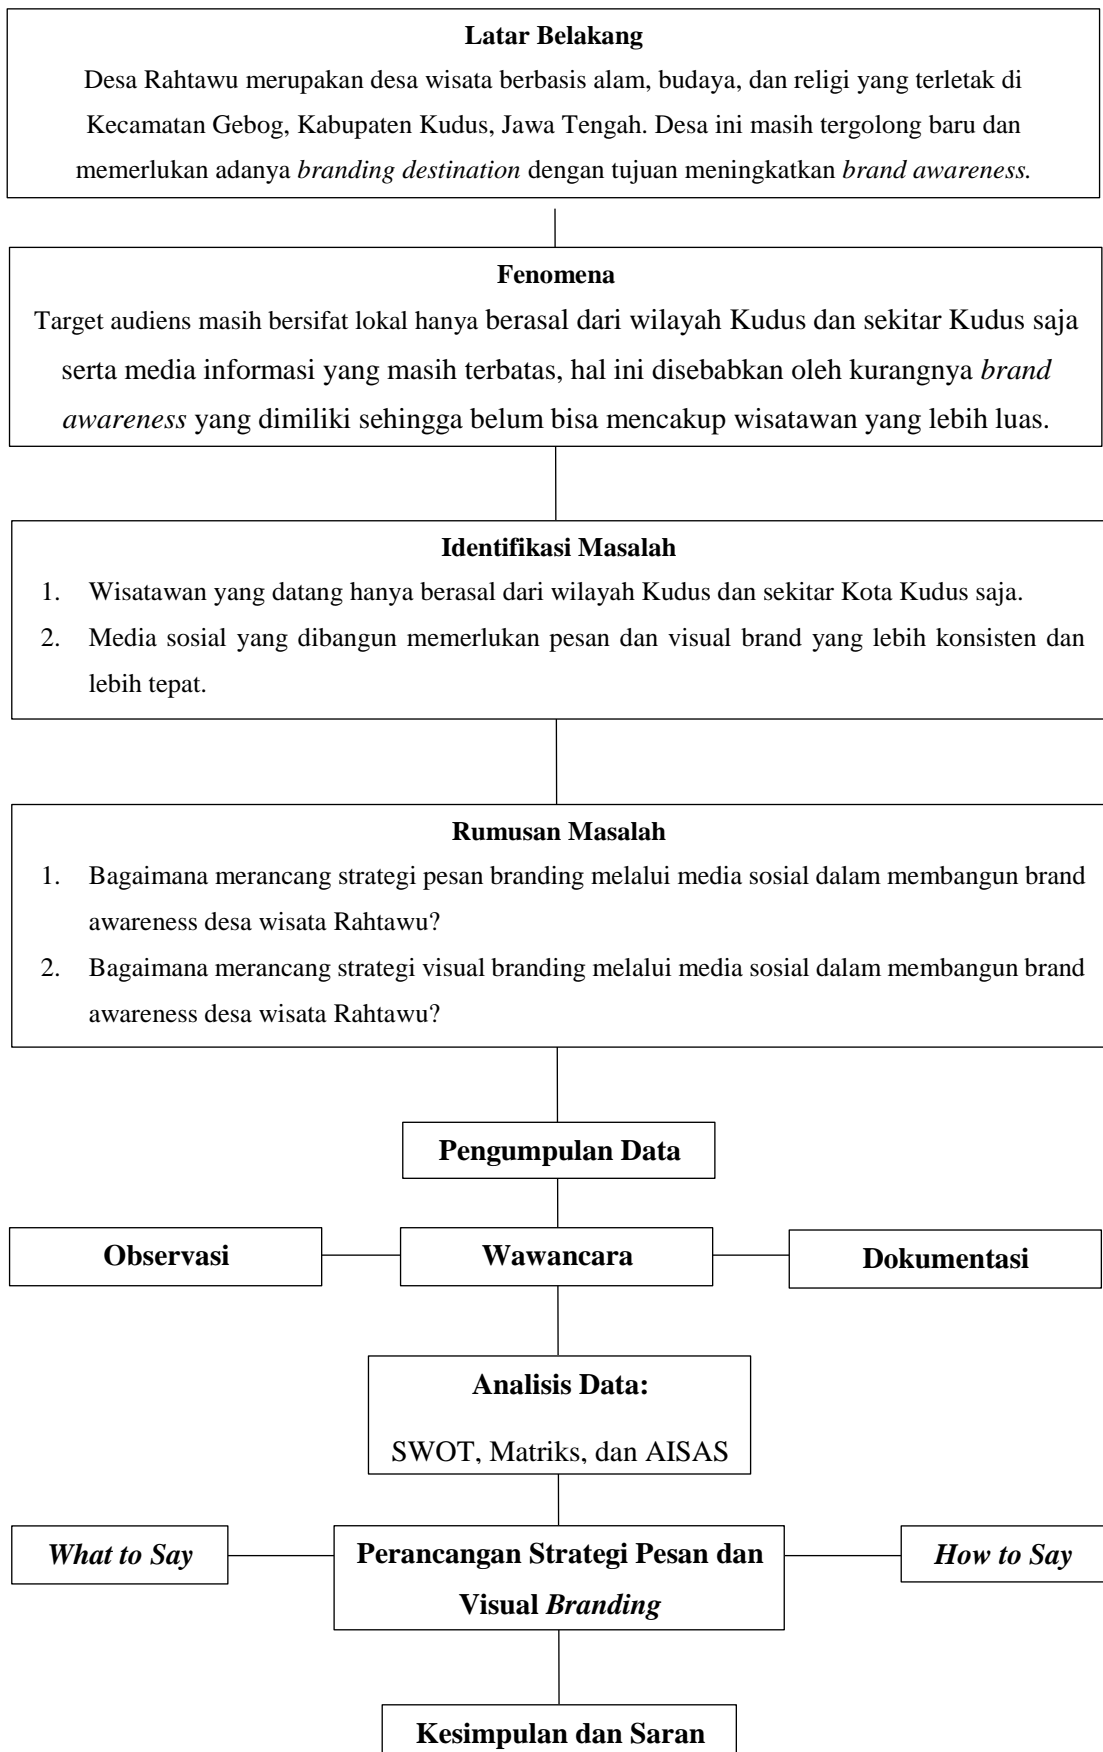 Latar Belakang
Desa Rahtawu merupakan desa wisata berbasis alam, budaya, dan religi yang terletak di
Kecamatan Gebog, Kabupaten Kudus, Jawa Tengah. Desa ini masih tergolong baru dan
memerlukan adanya branding destination dengan tujuan meningkatkan brand awareness.
Fenomena
Target audiens masih bersifat lokal hanya berasal dari wilayah Kudus dan sekitar Kudus saja
serta media informasi yang masih terbatas, hal ini disebabkan oleh kurangnya brand
awareness yang dimiliki sehingga belum bisa mencakup wisatawan yang lebih luas.
Identifikasi Masalah
1. Wisatawan yang datang hanya berasal dari wilayah Kudus dan sekitar Kota Kudus saja.
2. Media sosial yang dibangun memerlukan pesan dan visual brand yang lebih konsisten dan
lebih tepat.
Rumusan Masalah
1. Bagaimana merancang strategi pesan branding melalui media sosial dalam membangun brand
awareness desa wisata Rahtawu?
2. Bagaimana merancang strategi visual branding melalui media sosial dalam membangun brand
awareness desa wisata Rahtawu?
Pengumpulan Data
Observasi
Wawancara
Dokumentasi
Analisis Data:
SWOT, Matriks, dan AISAS
What to Say
Perancangan Strategi Pesan dan
Visual Branding
How to Say
Kesimpulan dan Saran